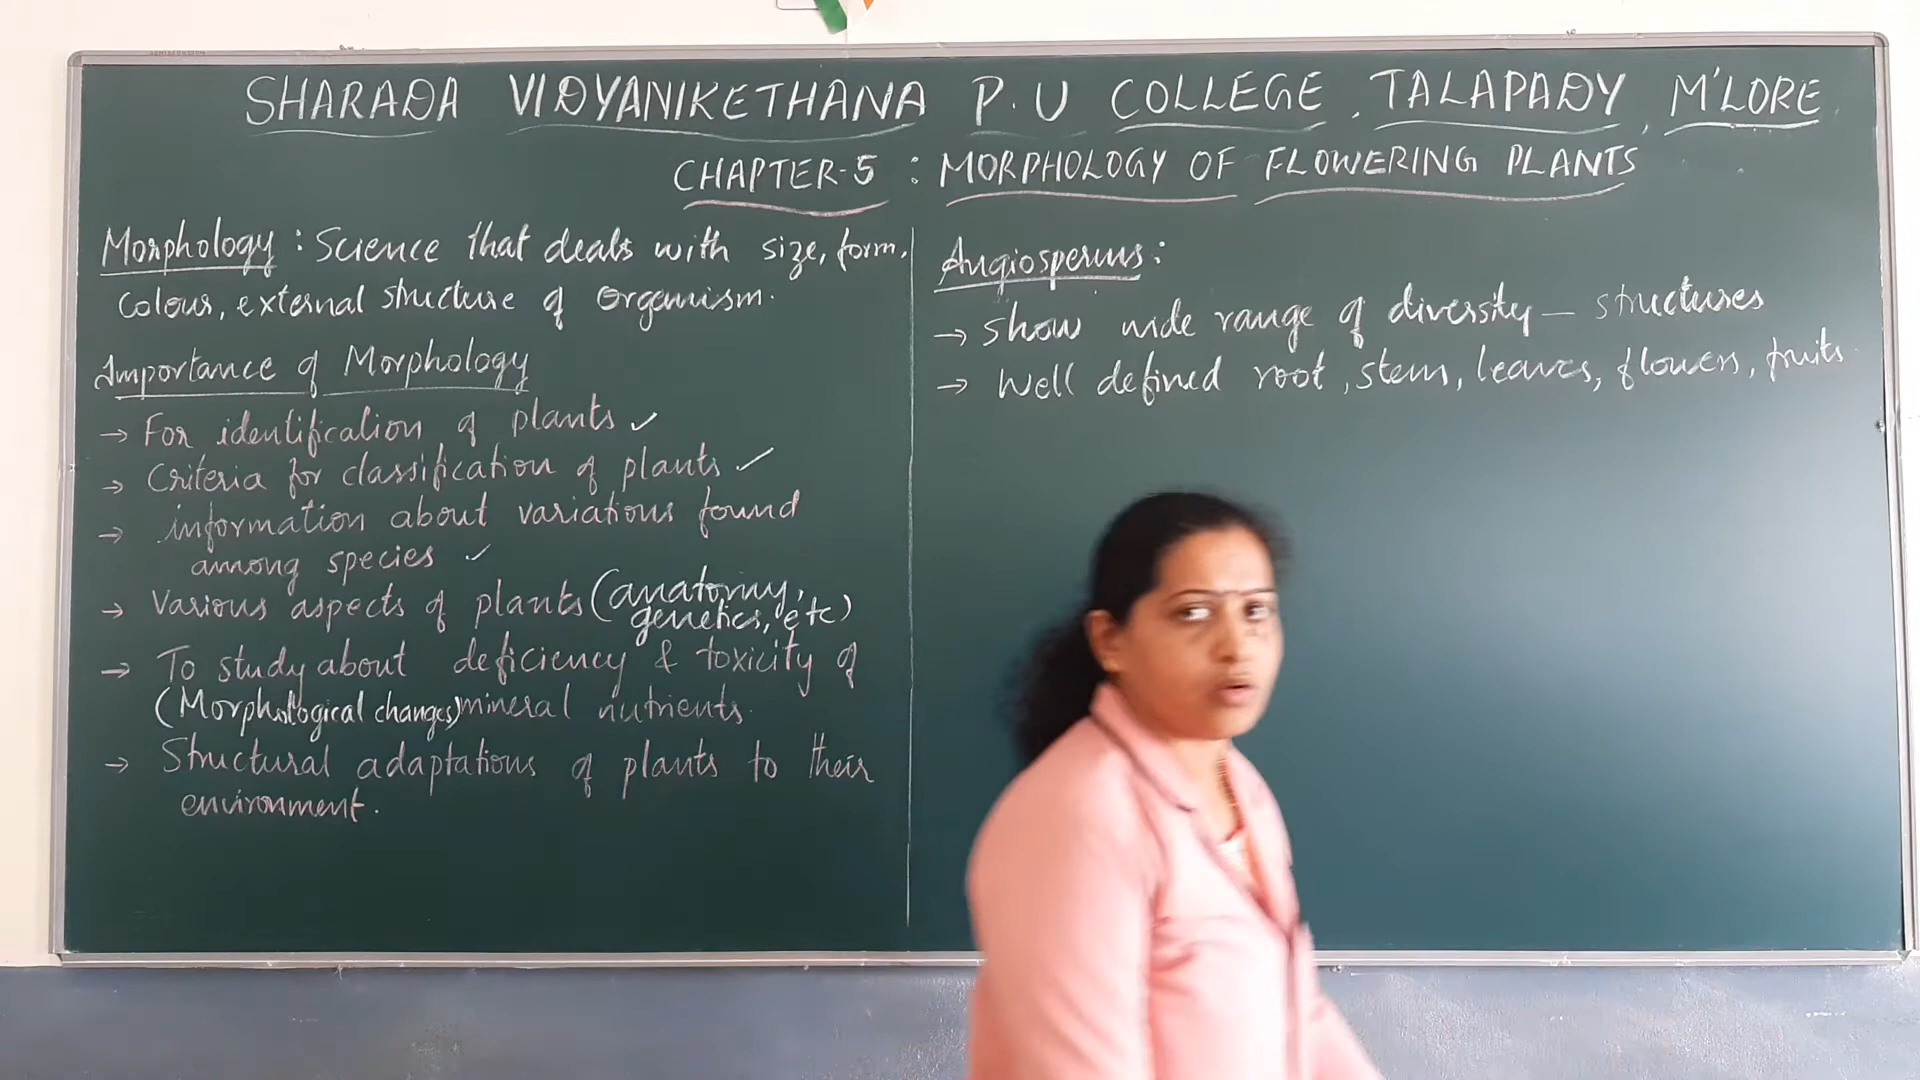 SHARADA VIDYANIKETHANA P.U COLLEGE, TALAPADY, M'LORE
CHAPTER-5 : MORPHOLOGY OF FLOWERING PLANTS
Morphology : Science that deals with size, form,
Colour, external structure of Organism.
Importance of Morphology
→ For identification of plants ✓
→ Criteria for classification of plants ✓
→ information about variations found
among species ✓
→ Various aspects of plants (anatomy,
genetics, etc)
→ To study about deficiency & toxicity of
(Morphological changes) mineral nutrients.
→ Structural adaptations of plants to their
environment.
Angiosperms :
→ Show wide range of diversity – structures
→ Well defined root, stem, leaves, flowers, fruits.